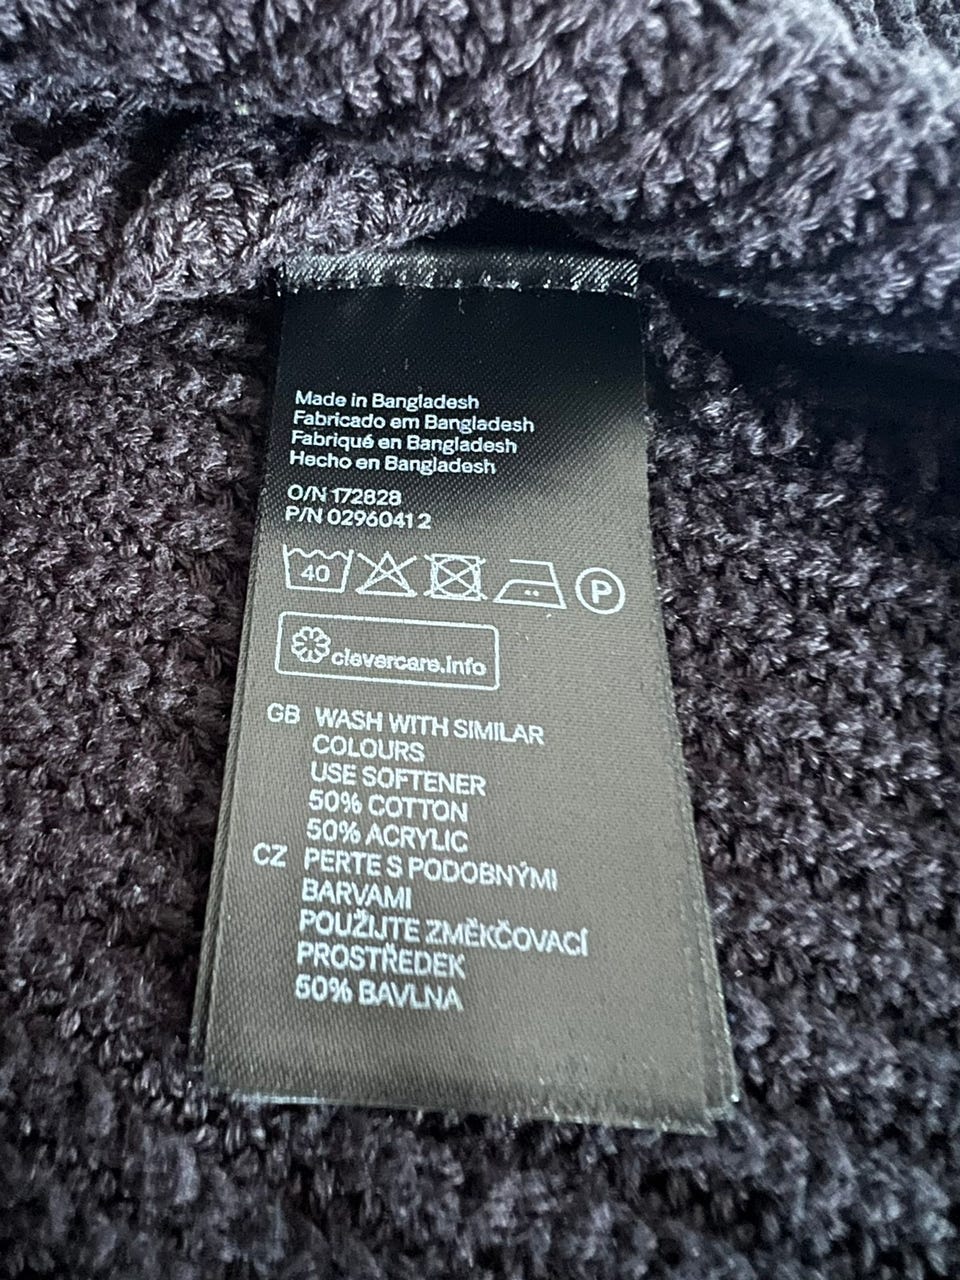 Made in Bangladesh
Fabricado em Bangladesh
Fabriqué en Bangladesh
Hecho en Bangladesh
O/N 172828
P/N 02960412
40 P
clevercare.info
GB WASH WITH SIMILAR
COLOURS
USE SOFTENER
50% COTTON
50% ACRYLIC
CZ PERTE S PODOBNÝMI
BARVAMI
POUŽIJTE ZMĚKČOVACÍ
PROSTŘEDEK
50% BAVLNA